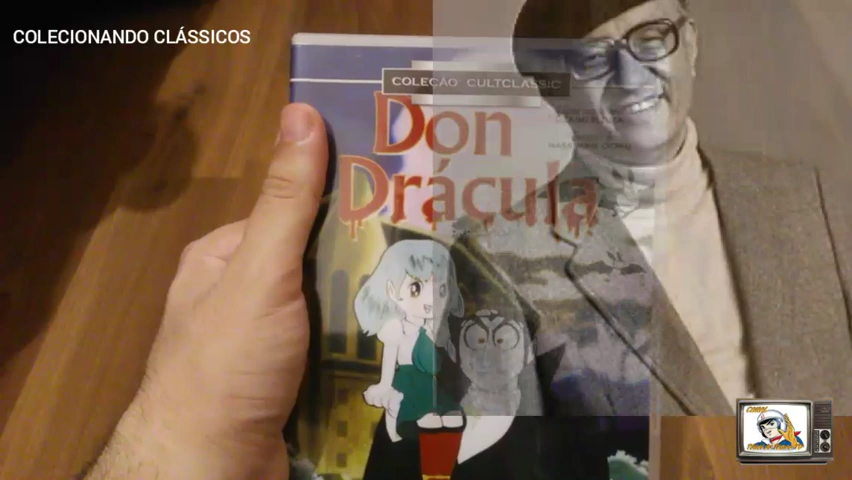 COLECIONANDO CLÁSSICOS
COLEÇÃO CULTCLASSIC
Don
Drácula